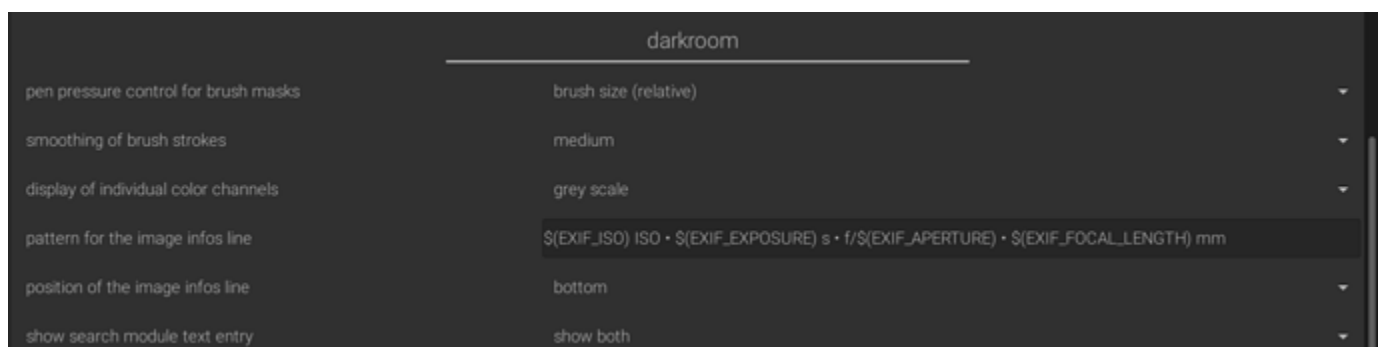 darkroom
pen pressure control for brush masks brush size (relative)
smoothing of brush strokes medium
display of individual color channels grey scale
pattern for the image infos line $(EXIF_ISO) ISO • $(EXIF_EXPOSURE) s • f/$(EXIF_APERTURE) • $(EXIF_FOCAL_LENGTH) mm
position of the image infos line bottom
show search module text entry show both